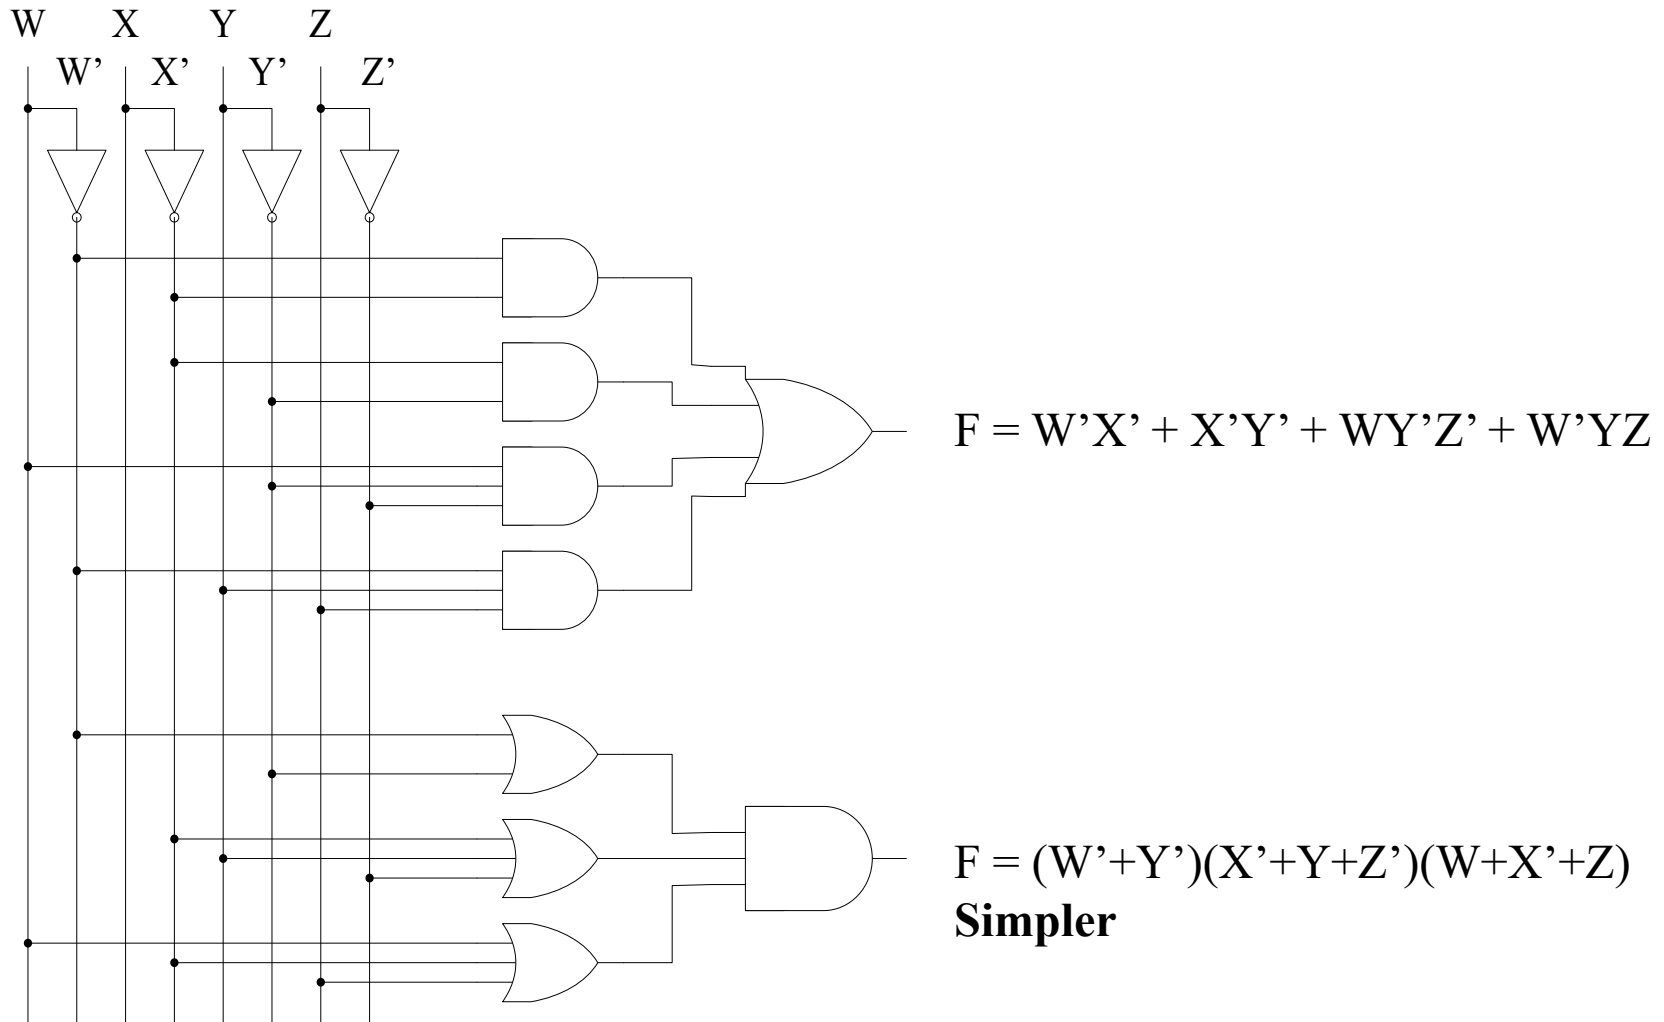 W X Y Z
W’ X’ Y’ Z’
F = W’X’ + X’Y’ + WY’Z’ + W’YZ
F = (W’+Y’)(X’+Y+Z’)(W+X’+Z)
Simpler